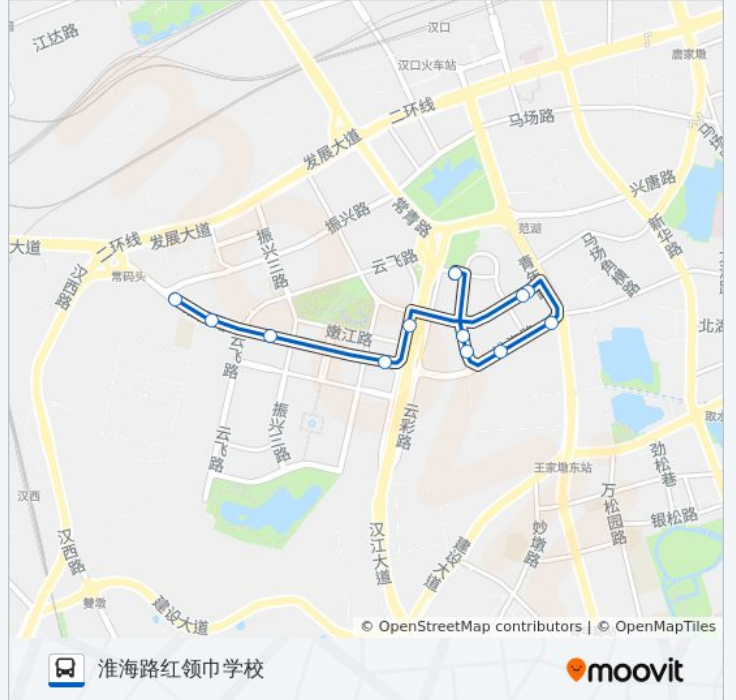 汉口
江达路
唐家墩
汉口火车站
二环线
马场路
发展大道
兴唐路
振兴路
常青路
新华路
范湖
大道
二环线
发展大道
振兴三路
云飞路
马场角横路
常码头
汉西路
嫩江路
云飞路
北湖
振兴三路
云彩路
取水
云飞路
劲松巷
王家墩东站
汉西
万松园路
银松路
妙墩路
汉江大道
建设大道
汉西路
雙墩
建设大道
© OpenStreetMap contributors | © OpenMapTiles
淮海路红领巾学校
moovit